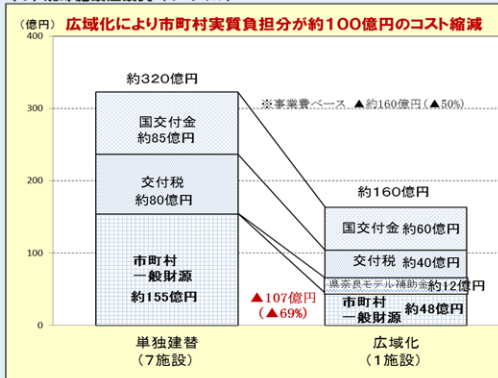 (億円)
広域化により市町村実質負担分が約100億円のコスト縮減
400
300
200
100
0
約320億円
国交付金
約85億円
交付税
約80億円
市町村
一般財源
約155億円
※事業費ベース ▲約160億円(▲50%)
約160億円
国交付金 約60億円
交付税 約40億円
県奈良モデル補助金 約12億円
市町村
一般財源 約48億円
▲107億円
(▲69%)
単独建替
(7施設)
広域化
(1施設)